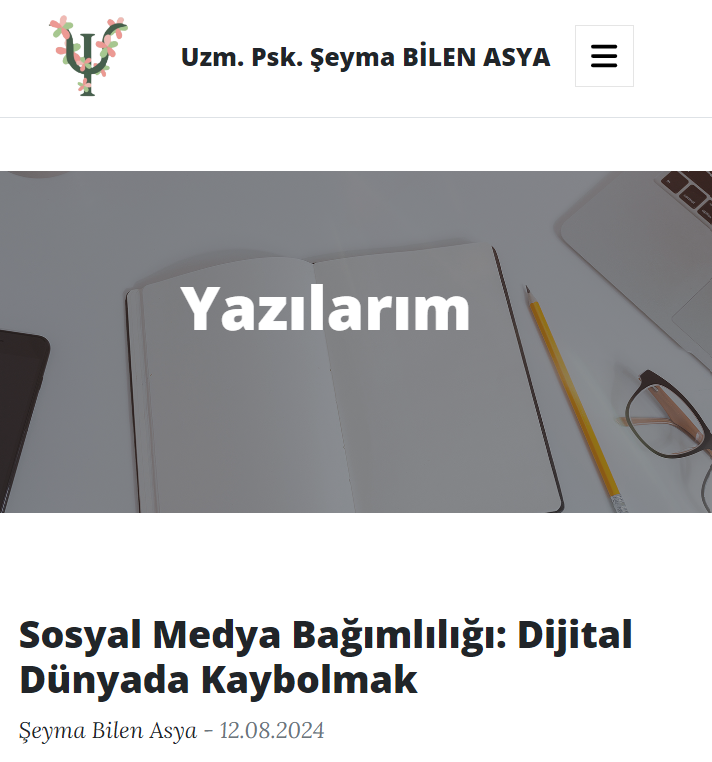 Uzm. Psk. Şeyma BİLEN ASYA
Yazılarım
Sosyal Medya Bağımlılığı: Dijital
Dünyada Kaybolmak
Şeyma Bilen Asya - 12.08.2024